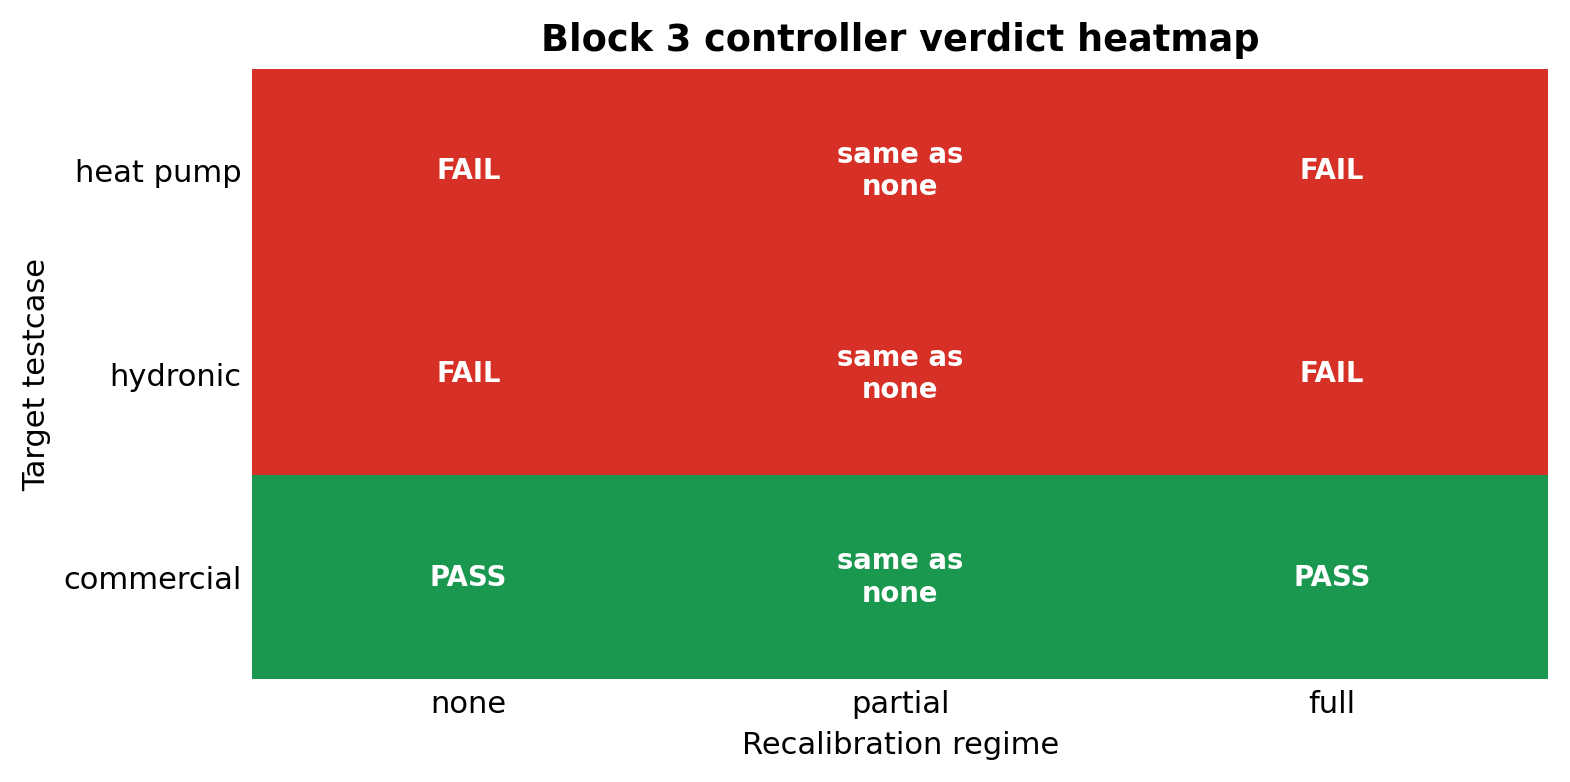 Block 3 controller verdict heatmap
Target testcase
heat pump
FAIL
same as
none
FAIL
hydronic
FAIL
same as
none
FAIL
commercial
PASS
same as
none
PASS
none
partial
full
Recalibration regime